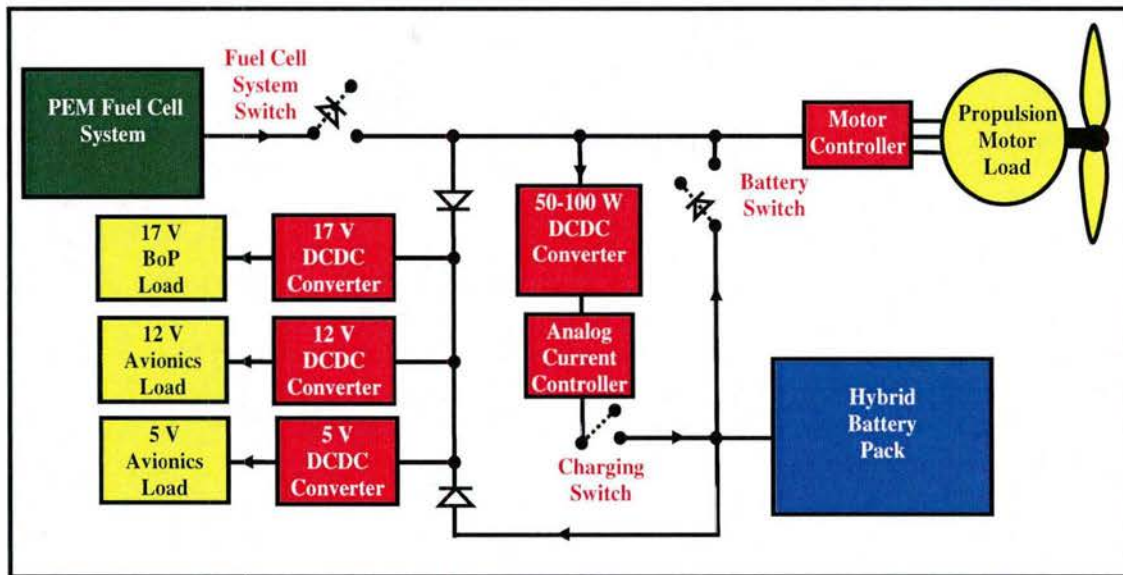 PEM Fuel Cell
System
Fuel Cell
System
Switch
Motor
Controller
Propulsion
Motor
Load
50-100 W
DCDC
Converter
Battery
Switch
17 V
BoP
Load
17 V
DCDC
Converter
12 V
Avionics
Load
12 V
DCDC
Converter
Analog
Current
Controller
5 V
Avionics
Load
5 V
DCDC
Converter
Charging
Switch
Hybrid
Battery
Pack